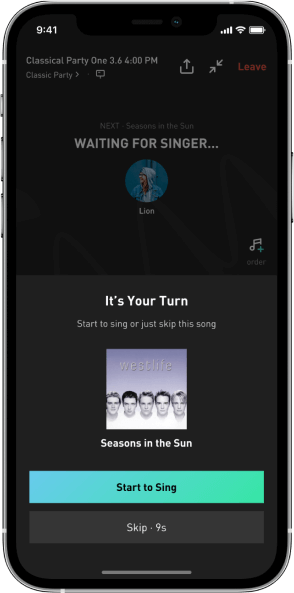 9:41
Classical Party One 3.6 4:00 PM
Leave
Classic Party >
NEXT · Seasons in the Sun
WAITING FOR SINGER...
Lion
order
It's Your Turn
Start to sing or just skip this song
westlife
Seasons in the Sun
Start to Sing
Skip · 9s